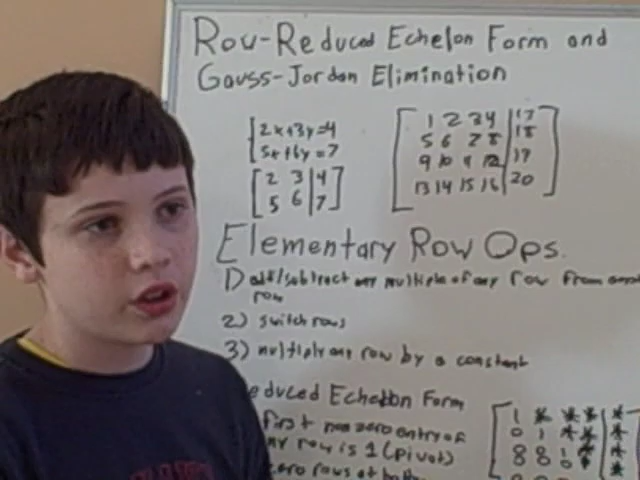 Row-Reduced Echelon Form and
Gauss-Jordan Elimination
2x+3y=4
5x+6y=7
2 3 4
5 6 7
1 2 3 4 17
5 6 7 8 18
9 10 11 12 19
13 14 15 16 20
Elementary Row Ops.
1) add/subtract any multiple of any row from
row
2) switch rows
3) multiply any row by a constant
educed Echelon Form
first nonzero entry of
row is 1 (pivot)
zero rows at
1 * * * *
0 1 * * *